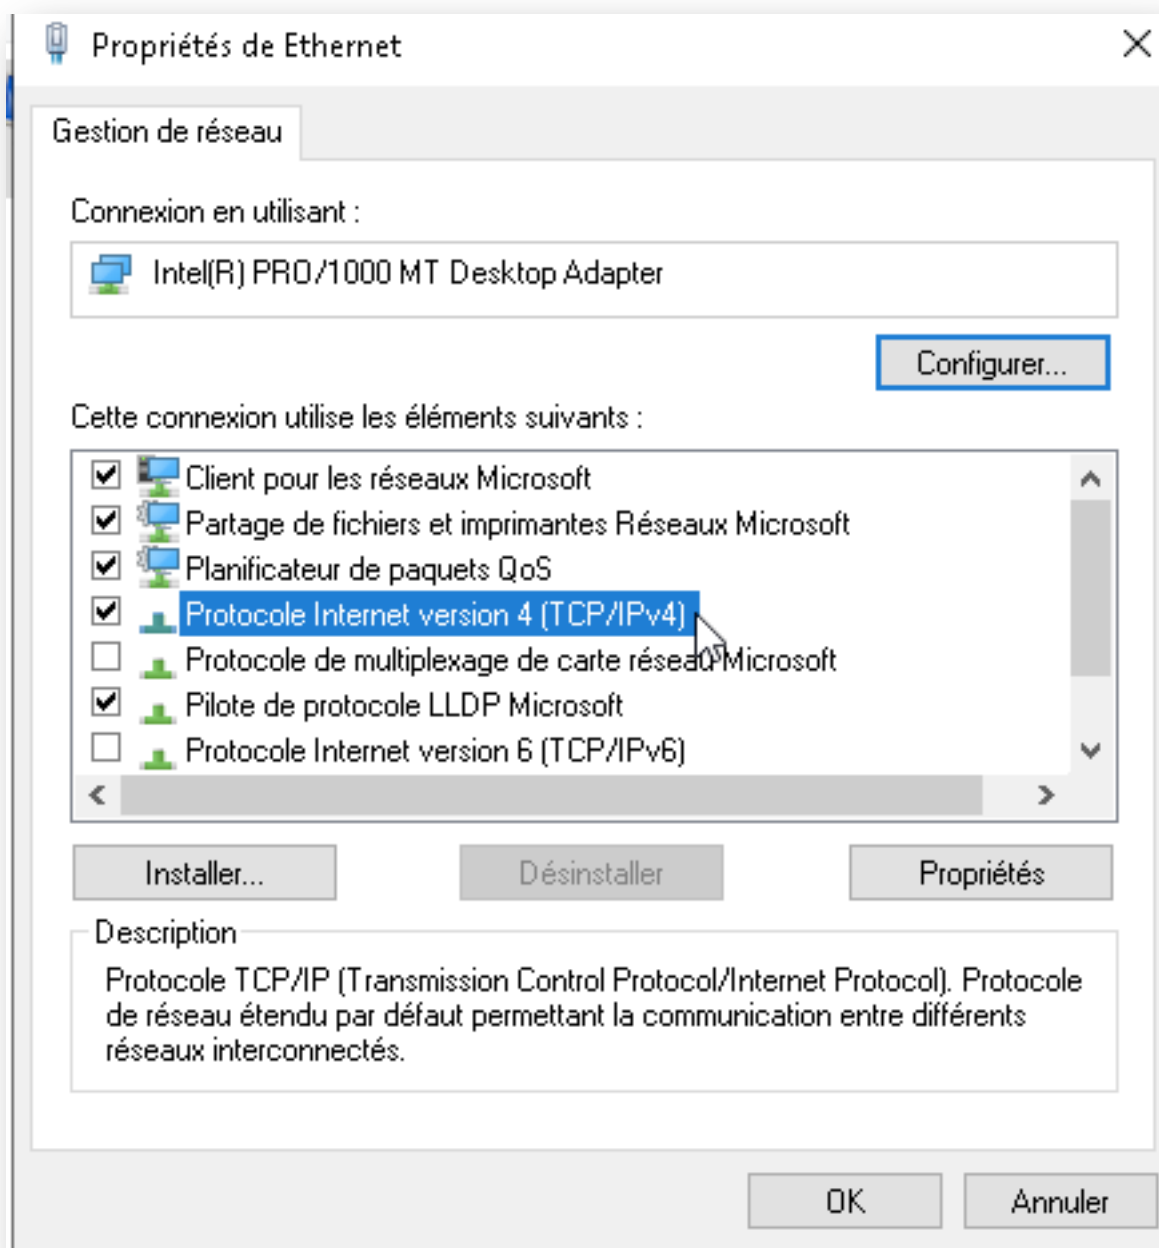 Propriétés de Ethernet
Gestion de réseau
Connexion en utilisant :
Intel(R) PRO/1000 MT Desktop Adapter
Configurer...
Cette connexion utilise les éléments suivants :
Client pour les réseaux Microsoft
Partage de fichiers et imprimantes Réseaux Microsoft
Planificateur de paquets QoS
Protocole Internet version 4 (TCP/IPv4)
Protocole de multiplexage de carte réseau Microsoft
Pilote de protocole LLDP Microsoft
Protocole Internet version 6 (TCP/IPv6)
Installer...
Désinstaller
Propriétés
Description
Protocole TCP/IP (Transmission Control Protocol/Internet Protocol). Protocole
de réseau étendu par défaut permettant la communication entre différents
réseaux interconnectés.
OK
Annuler